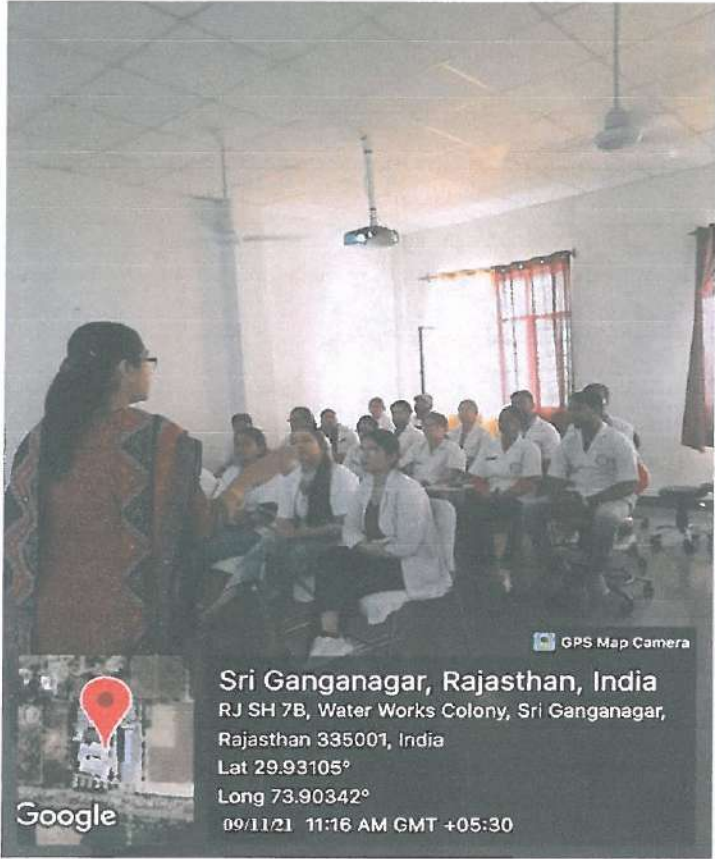 GPS Map Camera
Sri Ganganagar, Rajasthan, India
RJ SH 7B, Water Works Colony, Sri Ganganagar,
Rajasthan 335001, India
Lat 29.93105°
Long 73.90342°
09/11/21 11:16 AM GMT +05:30
Google